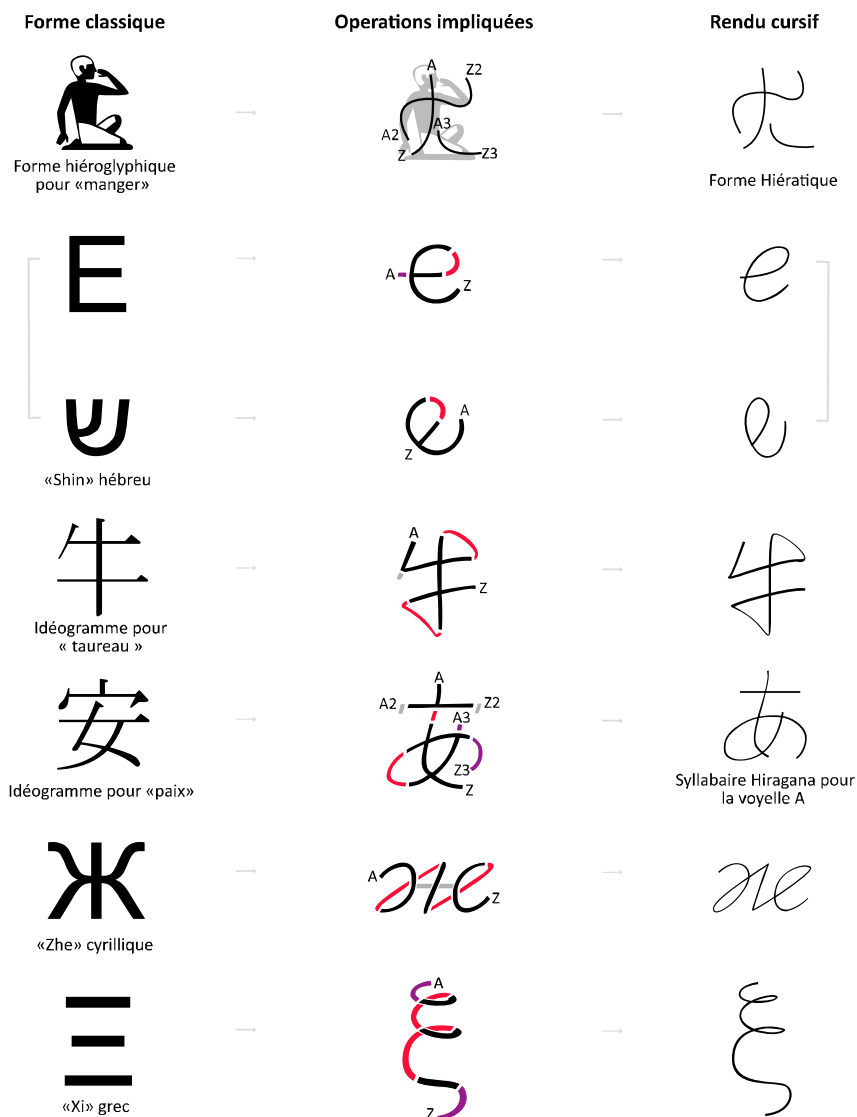 Forme classique
Operations impliquées
Rendu cursif
A
Z2
A2
A3
Z
Z3
Forme hiéroglyphique
pour «manger»
Forme Hiératique
E
A
Z
ש
A
Z
«Shin» hébreu
牛
A
Z
Idéogramme pour
« taureau »
安
A
A2
Z2
A3
Z3
Z
あ
Idéogramme pour «paix»
Syllabaire Hiragana pour
la voyelle A
Ж
A
Z
«Zhe» cyrillique
Ξ
A
Z
ξ
«Xi» grec